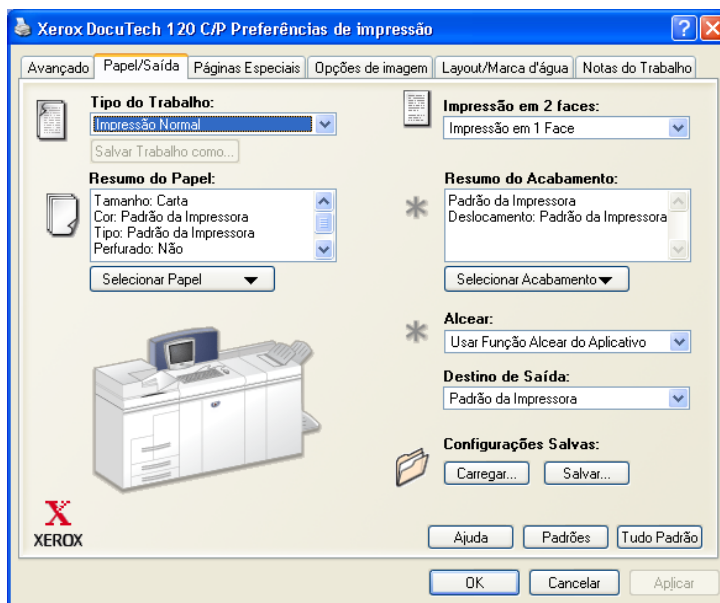 Xerox DocuTech 120 C/P Preferências de impressão
Avançado Papel/Saída Páginas Especiais Opções de imagem Layout/Marca d'água Notas do Trabalho
Tipo do Trabalho:
Impressão Normal
Salvar Trabalho como...
Resumo do Papel:
Tamanho: Carta
Cor: Padrão da Impressora
Tipo: Padrão da Impressora
Perfurado: Não
Selecionar Papel
Impressão em 2 faces:
Impressão em 1 Face
Resumo do Acabamento:
Padrão da Impressora
Deslocamento: Padrão da Impressora
Selecionar Acabamento
Alcear:
Usar Função Alcear do Aplicativo
Destino de Saída:
Padrão da Impressora
Configurações Salvas:
Carregar... Salvar...
X
XEROX
Ajuda Padrões Tudo Padrão
OK Cancelar Aplicar